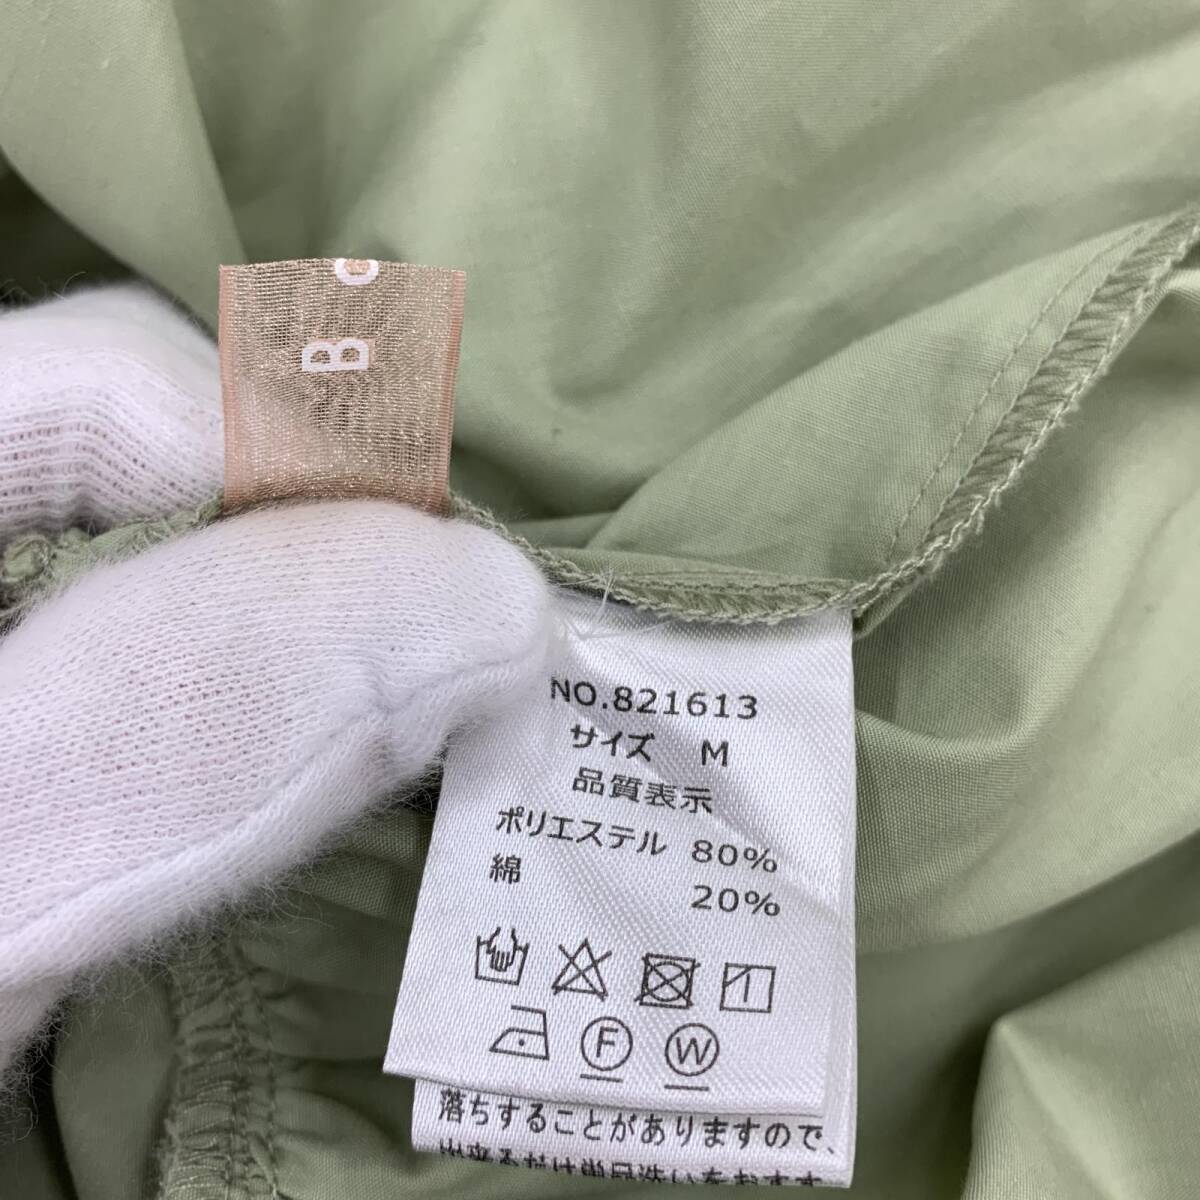 B
NO.821613
サイズ M
品質表示
ポリエステル 80%
綿 20%
F W
落ちすることがありますので、